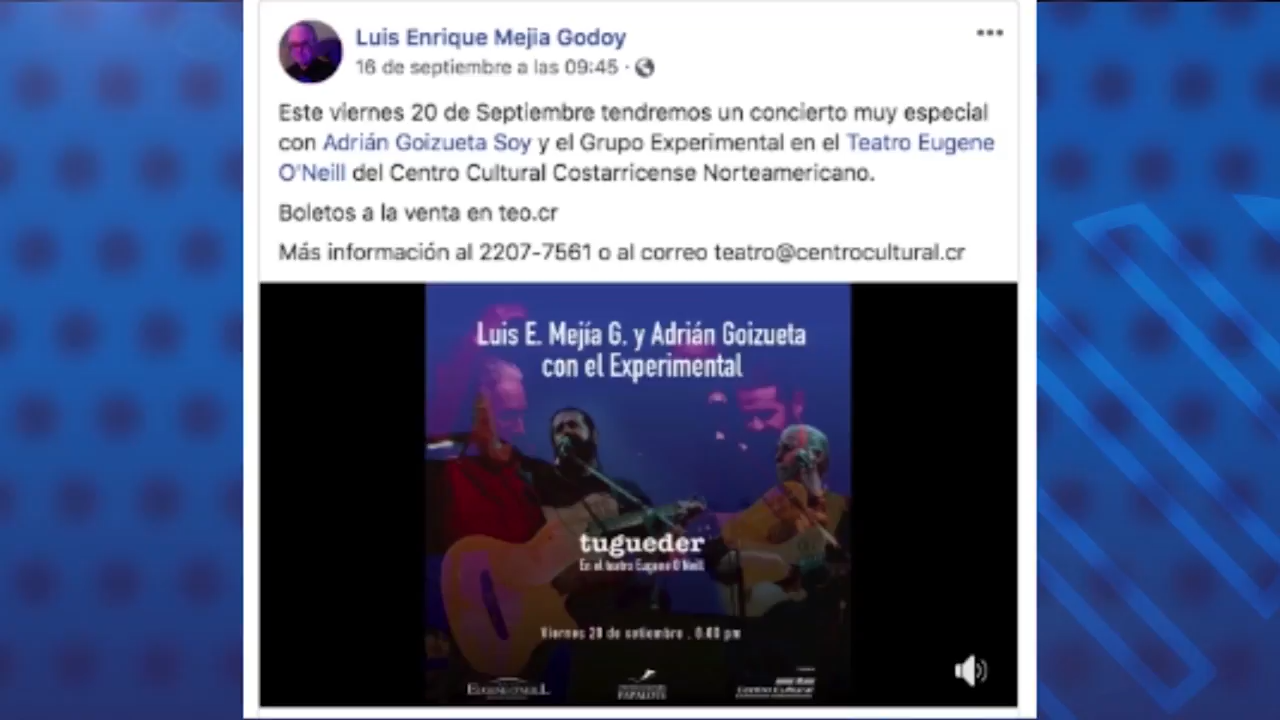 Luis Enrique Mejia Godoy
16 de septiembre a las 09:45 ·
Este viernes 20 de Septiembre tendremos un concierto muy especial
con Adrián Goizueta Soy y el Grupo Experimental en el Teatro Eugene
O'Neill del Centro Cultural Costarricense Norteamericano.
Boletos a la venta en teo.cr
Más información al 2207-7561 o al correo teatro@centrocultural.cr
Luis E. Mejía G. y Adrián Goizueta
con el Experimental
tugueder
En el teatro Eugene O'Neill
Viernes 20 de setiembre
EUGENE O'NEILL
PAPALOTE